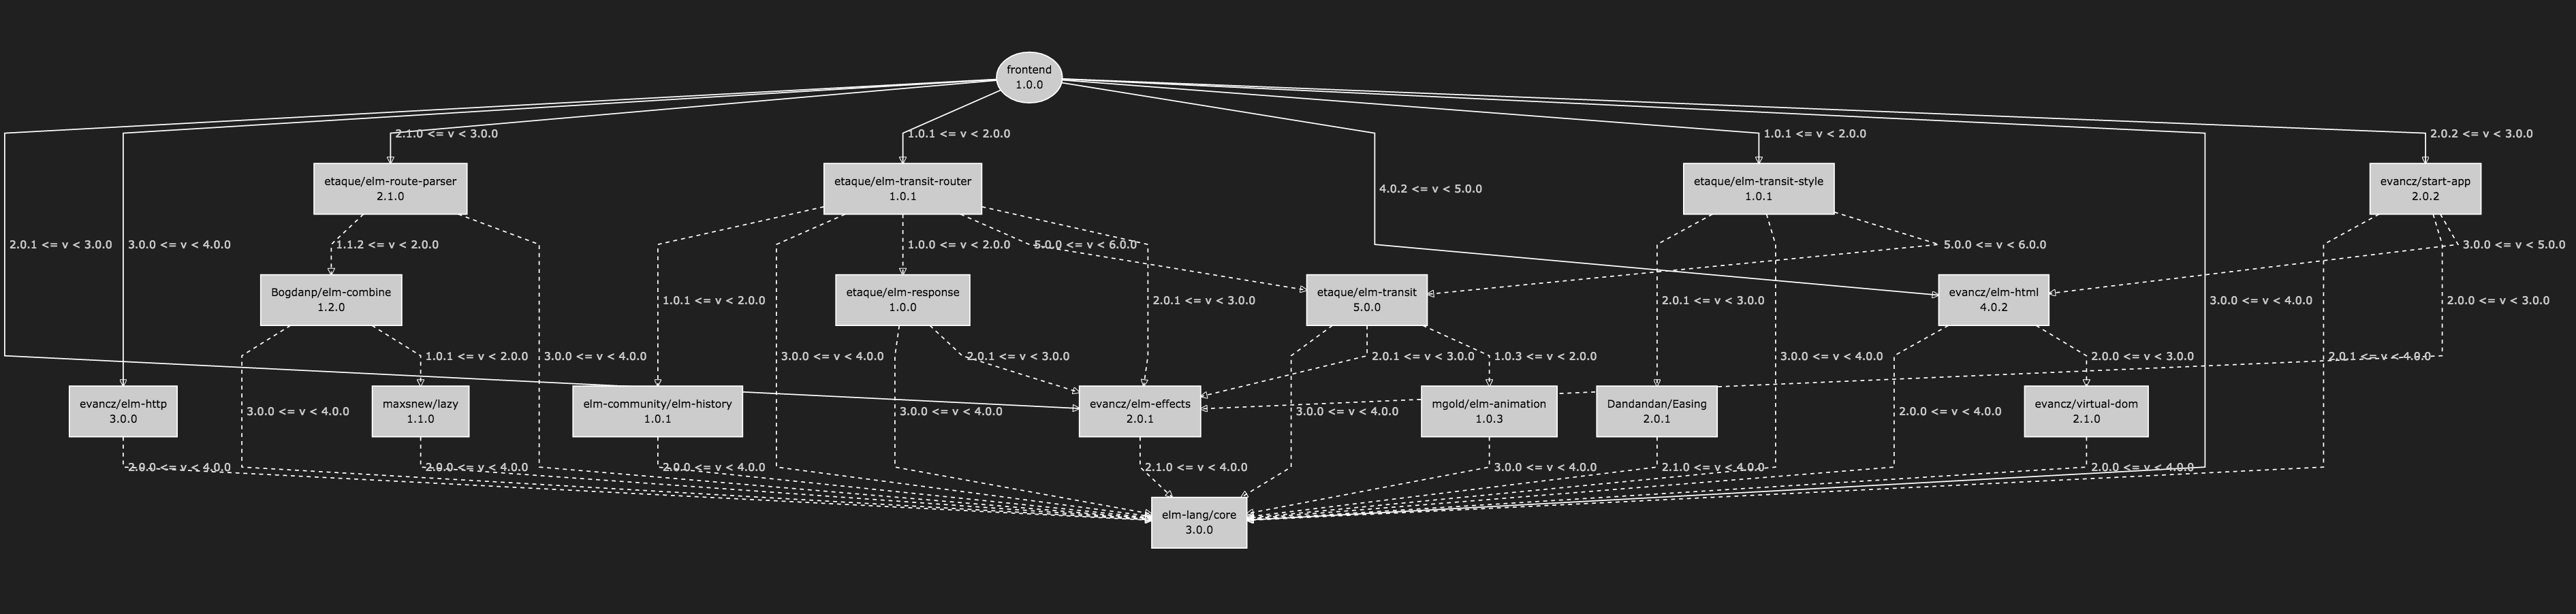 frontend
1.0.0
2.1.0 <= v < 3.0.0
1.0.1 <= v < 2.0.0
1.0.1 <= v < 2.0.0
2.0.2 <= v < 3.0.0
etaque/elm-route-parser
2.1.0
etaque/elm-transit-router
1.0.1
4.0.2 <= v < 5.0.0
etaque/elm-transit-style
1.0.1
evancz/start-app
2.0.2
2.0.1 <= v < 3.0.0
3.0.0 <= v < 4.0.0
1.1.2 <= v < 2.0.0
1.0.0 <= v < 2.0.0
5.0.0 <= v < 6.0.0
5.0.0 <= v < 6.0.0
3.0.0 <= v < 5.0.0
Bogdanp/elm-combine
1.2.0
1.0.1 <= v < 2.0.0
etaque/elm-response
1.0.0
2.0.1 <= v < 3.0.0
etaque/elm-transit
5.0.0
2.0.1 <= v < 3.0.0
evancz/elm-html
4.0.2
3.0.0 <= v < 4.0.0
2.0.0 <= v < 3.0.0
1.0.1 <= v < 2.0.0
3.0.0 <= v < 4.0.0
3.0.0 <= v < 4.0.0
2.0.1 <= v < 3.0.0
2.0.1 <= v < 3.0.0
1.0.3 <= v < 2.0.0
3.0.0 <= v < 4.0.0
2.0.0 <= v < 3.0.0
2.0.1 <= v < 4.0.0
evancz/elm-http
3.0.0
3.0.0 <= v < 4.0.0
maxsnew/lazy
1.1.0
elm-community/elm-history
1.0.1
3.0.0 <= v < 4.0.0
evancz/elm-effects
2.0.1
3.0.0 <= v < 4.0.0
mgold/elm-animation
1.0.3
Dandandan/Easing
2.0.1
2.0.0 <= v < 4.0.0
evancz/virtual-dom
2.1.0
2.0.0 <= v < 4.0.0
2.0.0 <= v < 4.0.0
2.0.0 <= v < 4.0.0
2.1.0 <= v < 4.0.0
3.0.0 <= v < 4.0.0
2.1.0 <= v < 4.0.0
2.0.0 <= v < 4.0.0
elm-lang/core
3.0.0